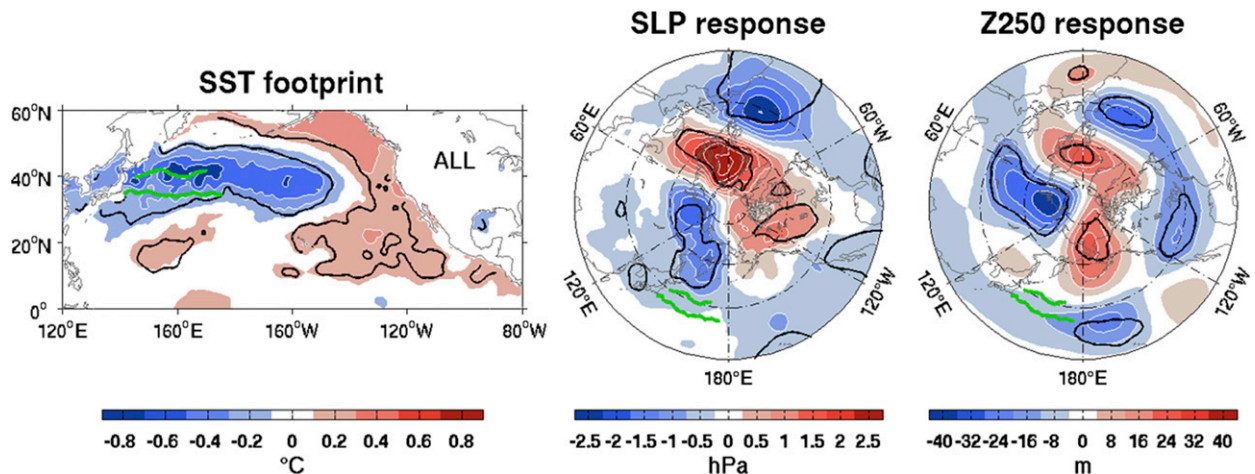 SST footprint
60°N
40°N
20°N
0°
120°E
160°E
160°W
120°W
80°W
ALL
-0.8 -0.6 -0.4 -0.2 0 0.2 0.4 0.6 0.8
°C
SLP response
60°E
60°W
120°E
120°W
180°E
-2.5 -2 -1.5 -1 -0.5 0 0.5 1 1.5 2 2.5
hPa
Z250 response
60°E
60°W
120°E
120°W
180°E
-40 -32 -24 -16 -8 0 8 16 24 32 40
m